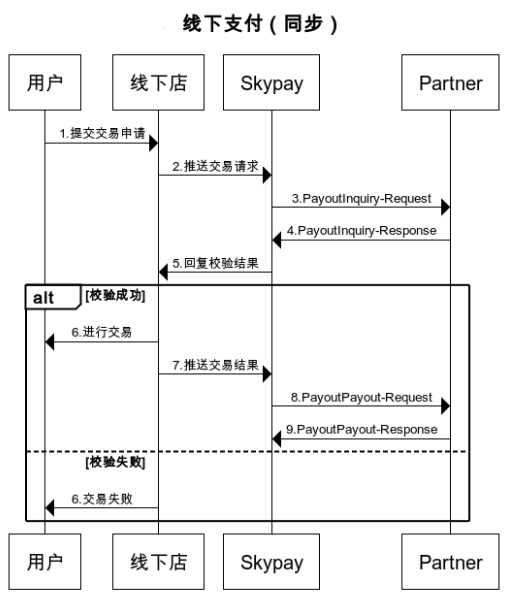 线下支付（同步）
用户
线下店
Skypay
Partner
1.提交交易申请
2.推送交易请求
3.PayoutInquiry-Request
4.PayoutInquiry-Response
5.回复校验结果
alt
[校验成功]
6.进行交易
7.推送交易结果
8.PayoutPayout-Request
9.PayoutPayout-Response
[校验失败]
6.交易失败
用户
线下店
Skypay
Partner